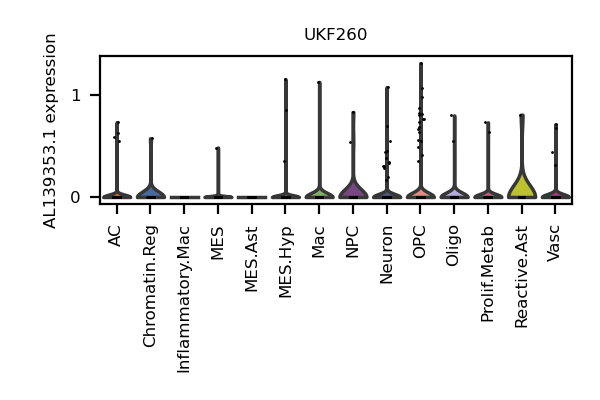 UKF260
AL139353.1 expression
1
0
AC
Chromatin.Reg
Inflammatory.Mac
MES
MES.Ast
MES.Hyp
Mac
NPC
Neuron
OPC
Oligo
Prolif.Metab
Reactive.Ast
Vasc